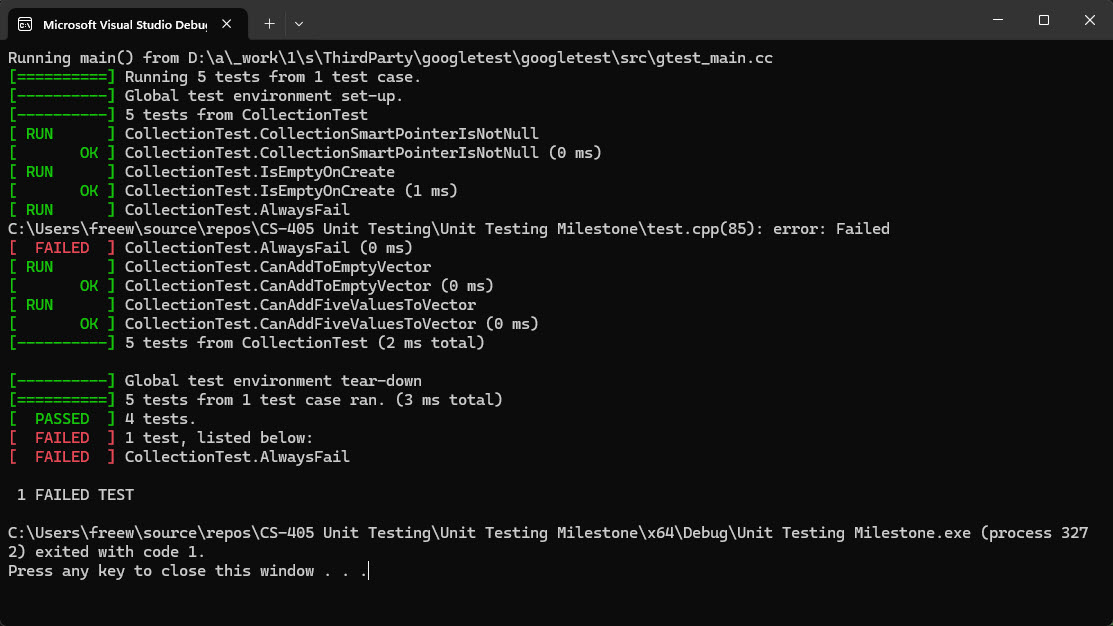 Microsoft Visual Studio Debu
Running main() from D:\a\_work\1\s\ThirdParty\googletest\googletest\src\gtest_main.cc
[==========] Running 5 tests from 1 test case.
[----------] Global test environment set-up.
[----------] 5 tests from CollectionTest
[ RUN      ] CollectionTest.CollectionSmartPointerIsNotNull
[       OK ] CollectionTest.CollectionSmartPointerIsNotNull (0 ms)
[ RUN      ] CollectionTest.IsEmptyOnCreate
[       OK ] CollectionTest.IsEmptyOnCreate (1 ms)
[ RUN      ] CollectionTest.AlwaysFail
C:\Users\freew\source\repos\CS-405 Unit Testing\Unit Testing Milestone\test.cpp(85): error: Failed
[  FAILED  ] CollectionTest.AlwaysFail (0 ms)
[ RUN      ] CollectionTest.CanAddToEmptyVector
[       OK ] CollectionTest.CanAddToEmptyVector (0 ms)
[ RUN      ] CollectionTest.CanAddFiveValuesToVector
[       OK ] CollectionTest.CanAddFiveValuesToVector (0 ms)
[----------] 5 tests from CollectionTest (2 ms total)
[----------] Global test environment tear-down
[==========] 5 tests from 1 test case ran. (3 ms total)
[  PASSED  ] 4 tests.
[  FAILED  ] 1 test, listed below:
[  FAILED  ] CollectionTest.AlwaysFail
1 FAILED TEST
C:\Users\freew\source\repos\CS-405 Unit Testing\Unit Testing Milestone\x64\Debug\Unit Testing Milestone.exe (process 327
2) exited with code 1.
Press any key to close this window . . .